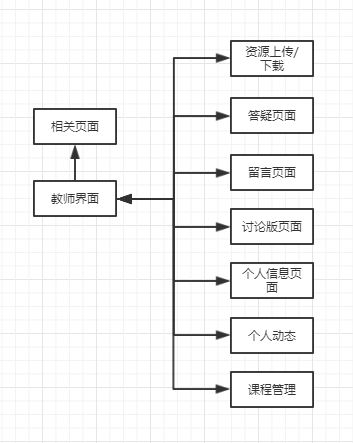 资源上传/
下载
答疑页面
相关页面
留言页面
教师界面
讨论版页面
个人信息页
面
个人动态
课程管理